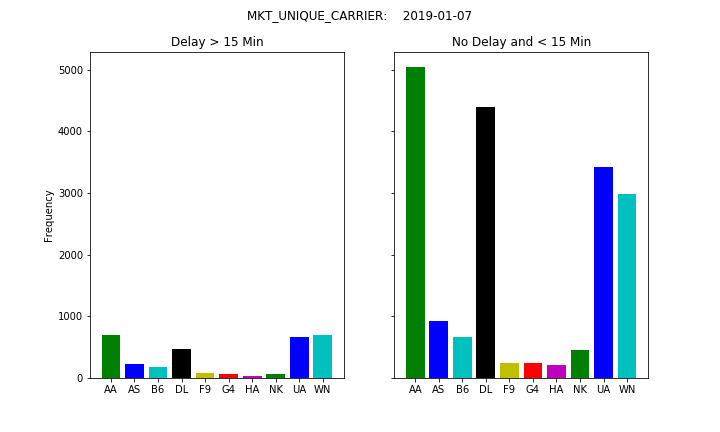 MKT_UNIQUE_CARRIER: 2019-01-07
Delay > 15 Min
No Delay and < 15 Min
Frequency
5000
4000
3000
2000
1000
0
AA AS B6 DL F9 G4 HA NK UA WN
AA AS B6 DL F9 G4 HA NK UA WN